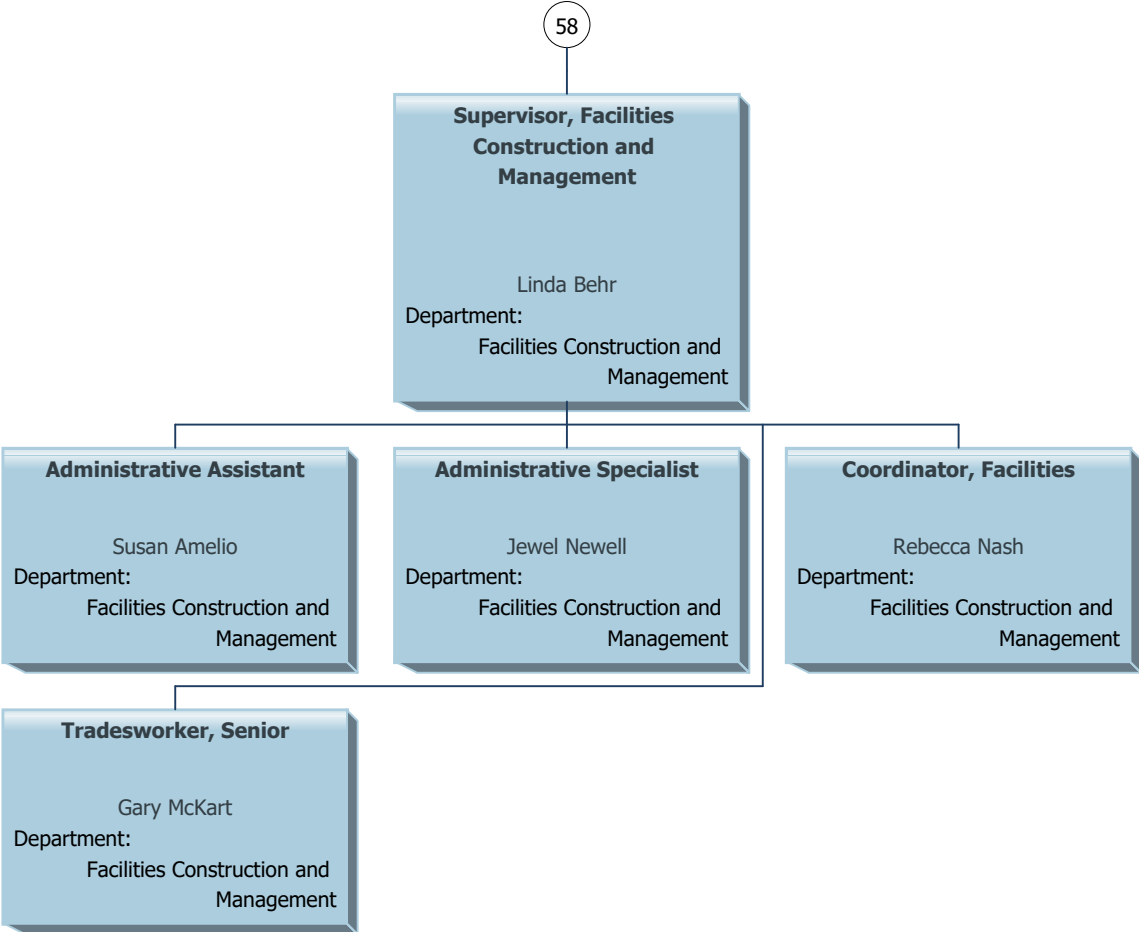 58
Supervisor, Facilities
Construction and
Management
Linda Behr
Department:
Facilities Construction and
Management
Administrative Assistant
Susan Amelio
Department:
Facilities Construction and
Management
Administrative Specialist
Jewel Newell
Department:
Facilities Construction and
Management
Coordinator, Facilities
Rebecca Nash
Department:
Facilities Construction and
Management
Tradesworker, Senior
Gary McKart
Department:
Facilities Construction and
Management